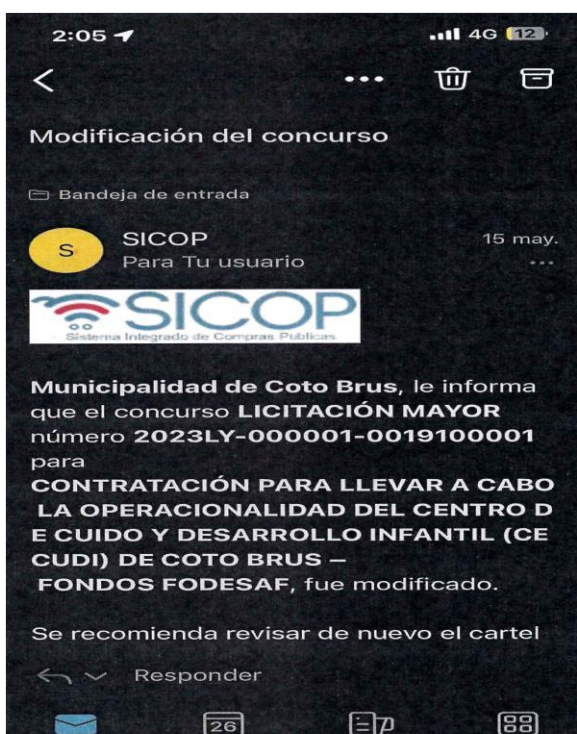 2:05
4G 12
Modificación del concurso
Bandeja de entrada
S
SICOP
15 may.
Para Tu usuario
SICOP
Sistema Integrado de Compras Publicas
Municipalidad de Coto Brus, le informa
que el concurso LICITACIÓN MAYOR
número 2023LY-000001-0019100001
para
CONTRATACIÓN PARA LLEVAR A CABO
LA OPERACIONALIDAD DEL CENTRO D
E CUIDO Y DESARROLLO INFANTIL (CE
CUDI) DE COTO BRUS –
FONDOS FODESAF, fue modificado.
Se recomienda revisar de nuevo el cartel
Responder
26